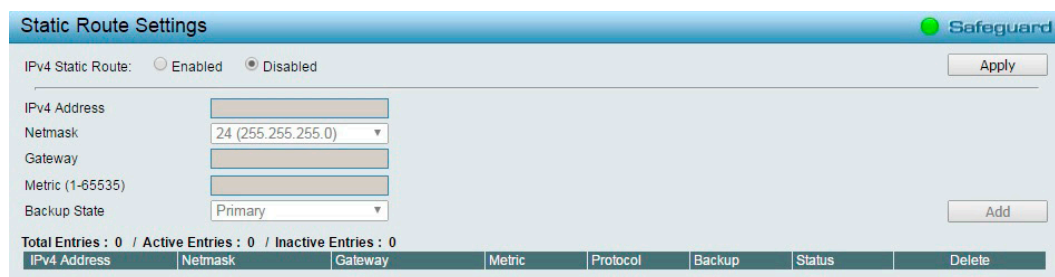 Static Route Settings Safeguard
IPv4 Static Route: Enabled Disabled Apply
IPv4 Address
Netmask 24 (255.255.255.0)
Gateway
Metric (1-65535)
Backup State Primary Add
Total Entries : 0 / Active Entries : 0 / Inactive Entries : 0
IPv4 Address Netmask Gateway Metric Protocol Backup Status Delete